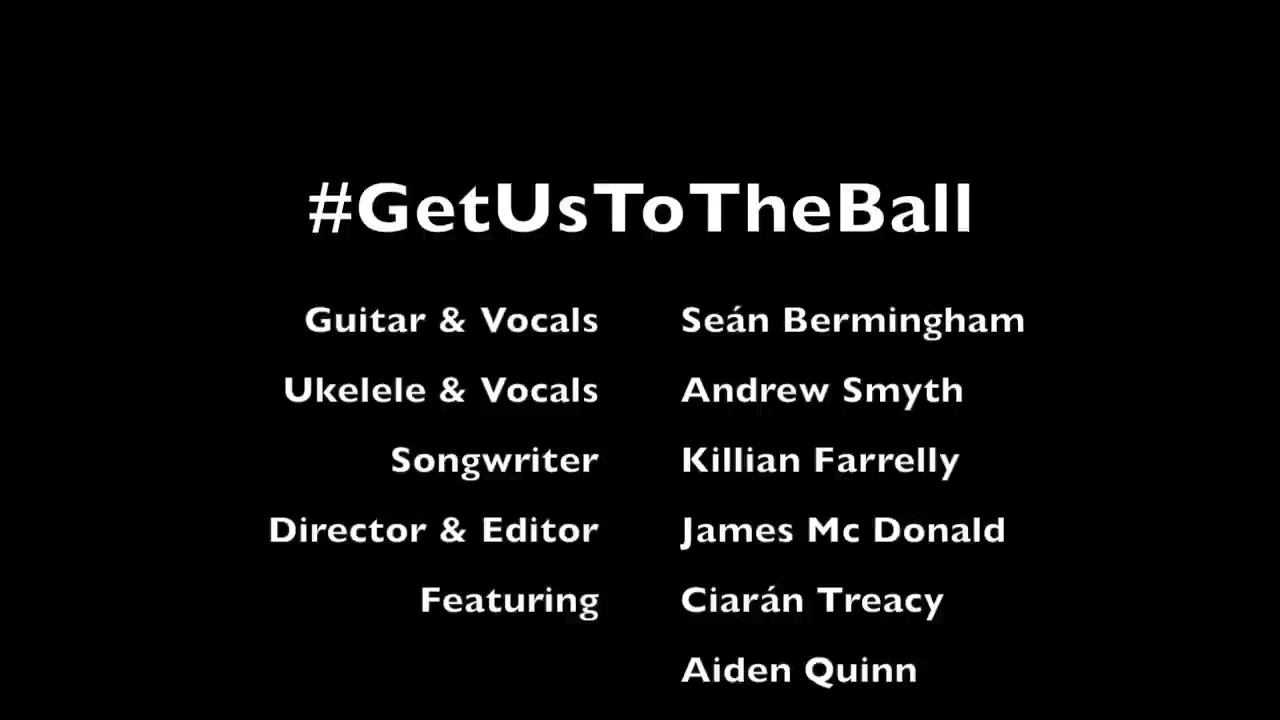 #GetUsToTheBall
Guitar & Vocals Seán Bermingham
Ukelele & Vocals Andrew Smyth
Songwriter Killian Farrelly
Director & Editor James Mc Donald
Featuring Ciarán Treacy
Aiden Quinn